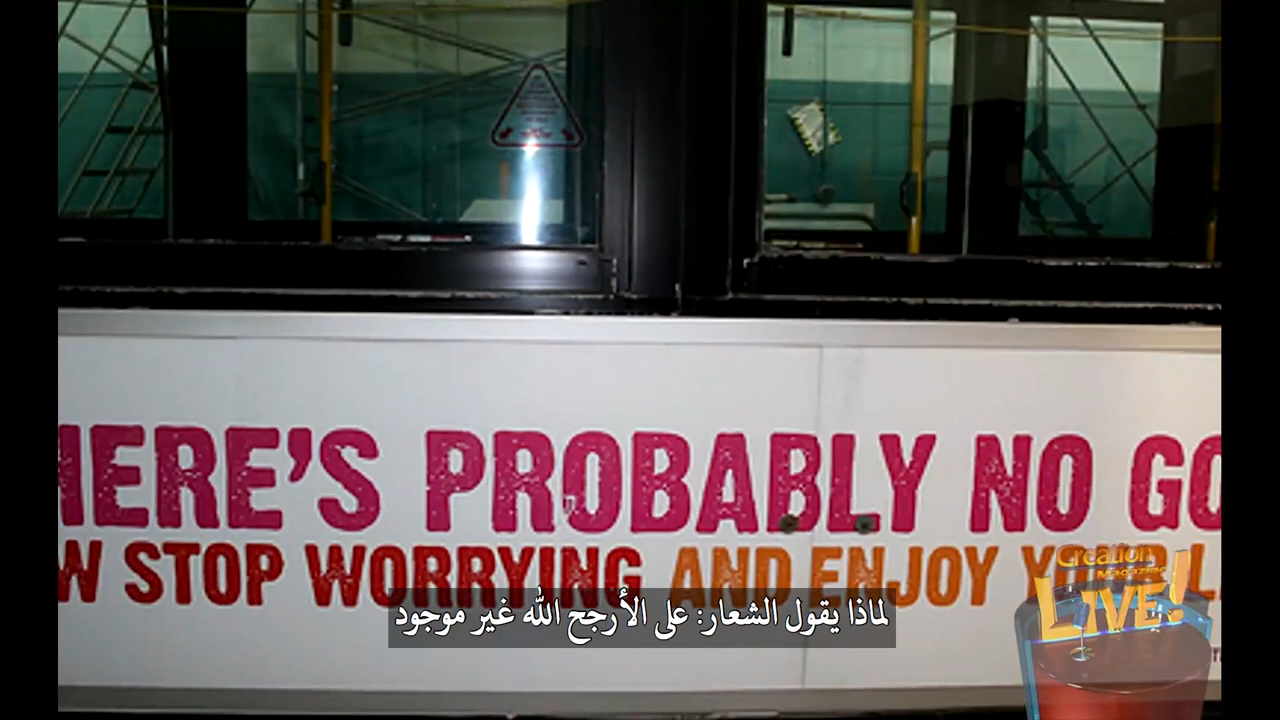 HERE'S PROBABLY NO GO
W STOP WORRYING AND ENJOY YOUR L
لماذا يقول الشعار: على الأرجح الله غير موجود
Creation
Magazine
LIVE!